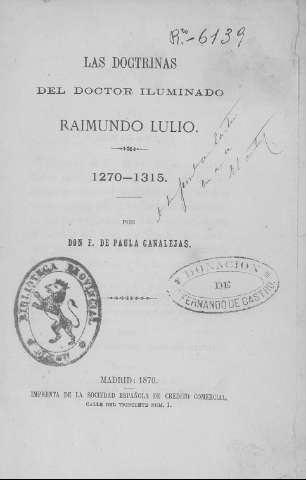 Rº-6139
LAS DOCTRINAS
DEL DOCTOR ILUMINADO
RAIMUNDO LULIO.
1270—1315.
POR
DON F. DE PAULA CANALEJAS.
BIBLIOTECA PROVINCIAL
DONACION
DE
FERNANDO DE CASTRO
MADRID: 1870.
IMPRENTA DE LA SOCIEDAD ESPAÑOLA DE CRÉDITO COMERCIAL,
CALLE DEL NÚM. 1.